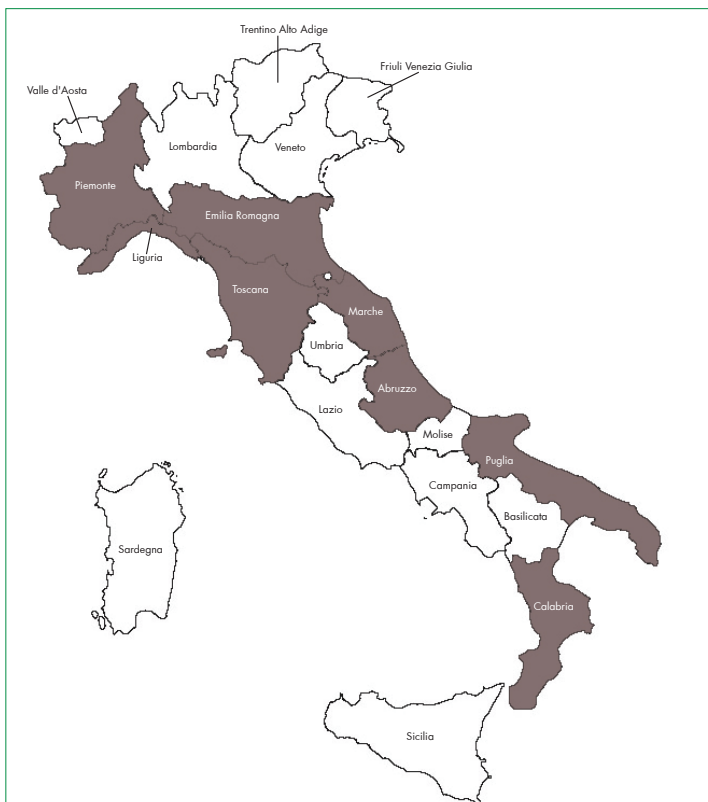 Trentino Alto Adige
Friuli Venezia Giulia
Valle d'Aosta
Lombardia
Veneto
Piemonte
Emilia Romagna
Liguria
Toscana
Marche
Umbria
Abruzzo
Lazio
Molise
Puglia
Campania
Basilicata
Sardegna
Calabria
Sicilia